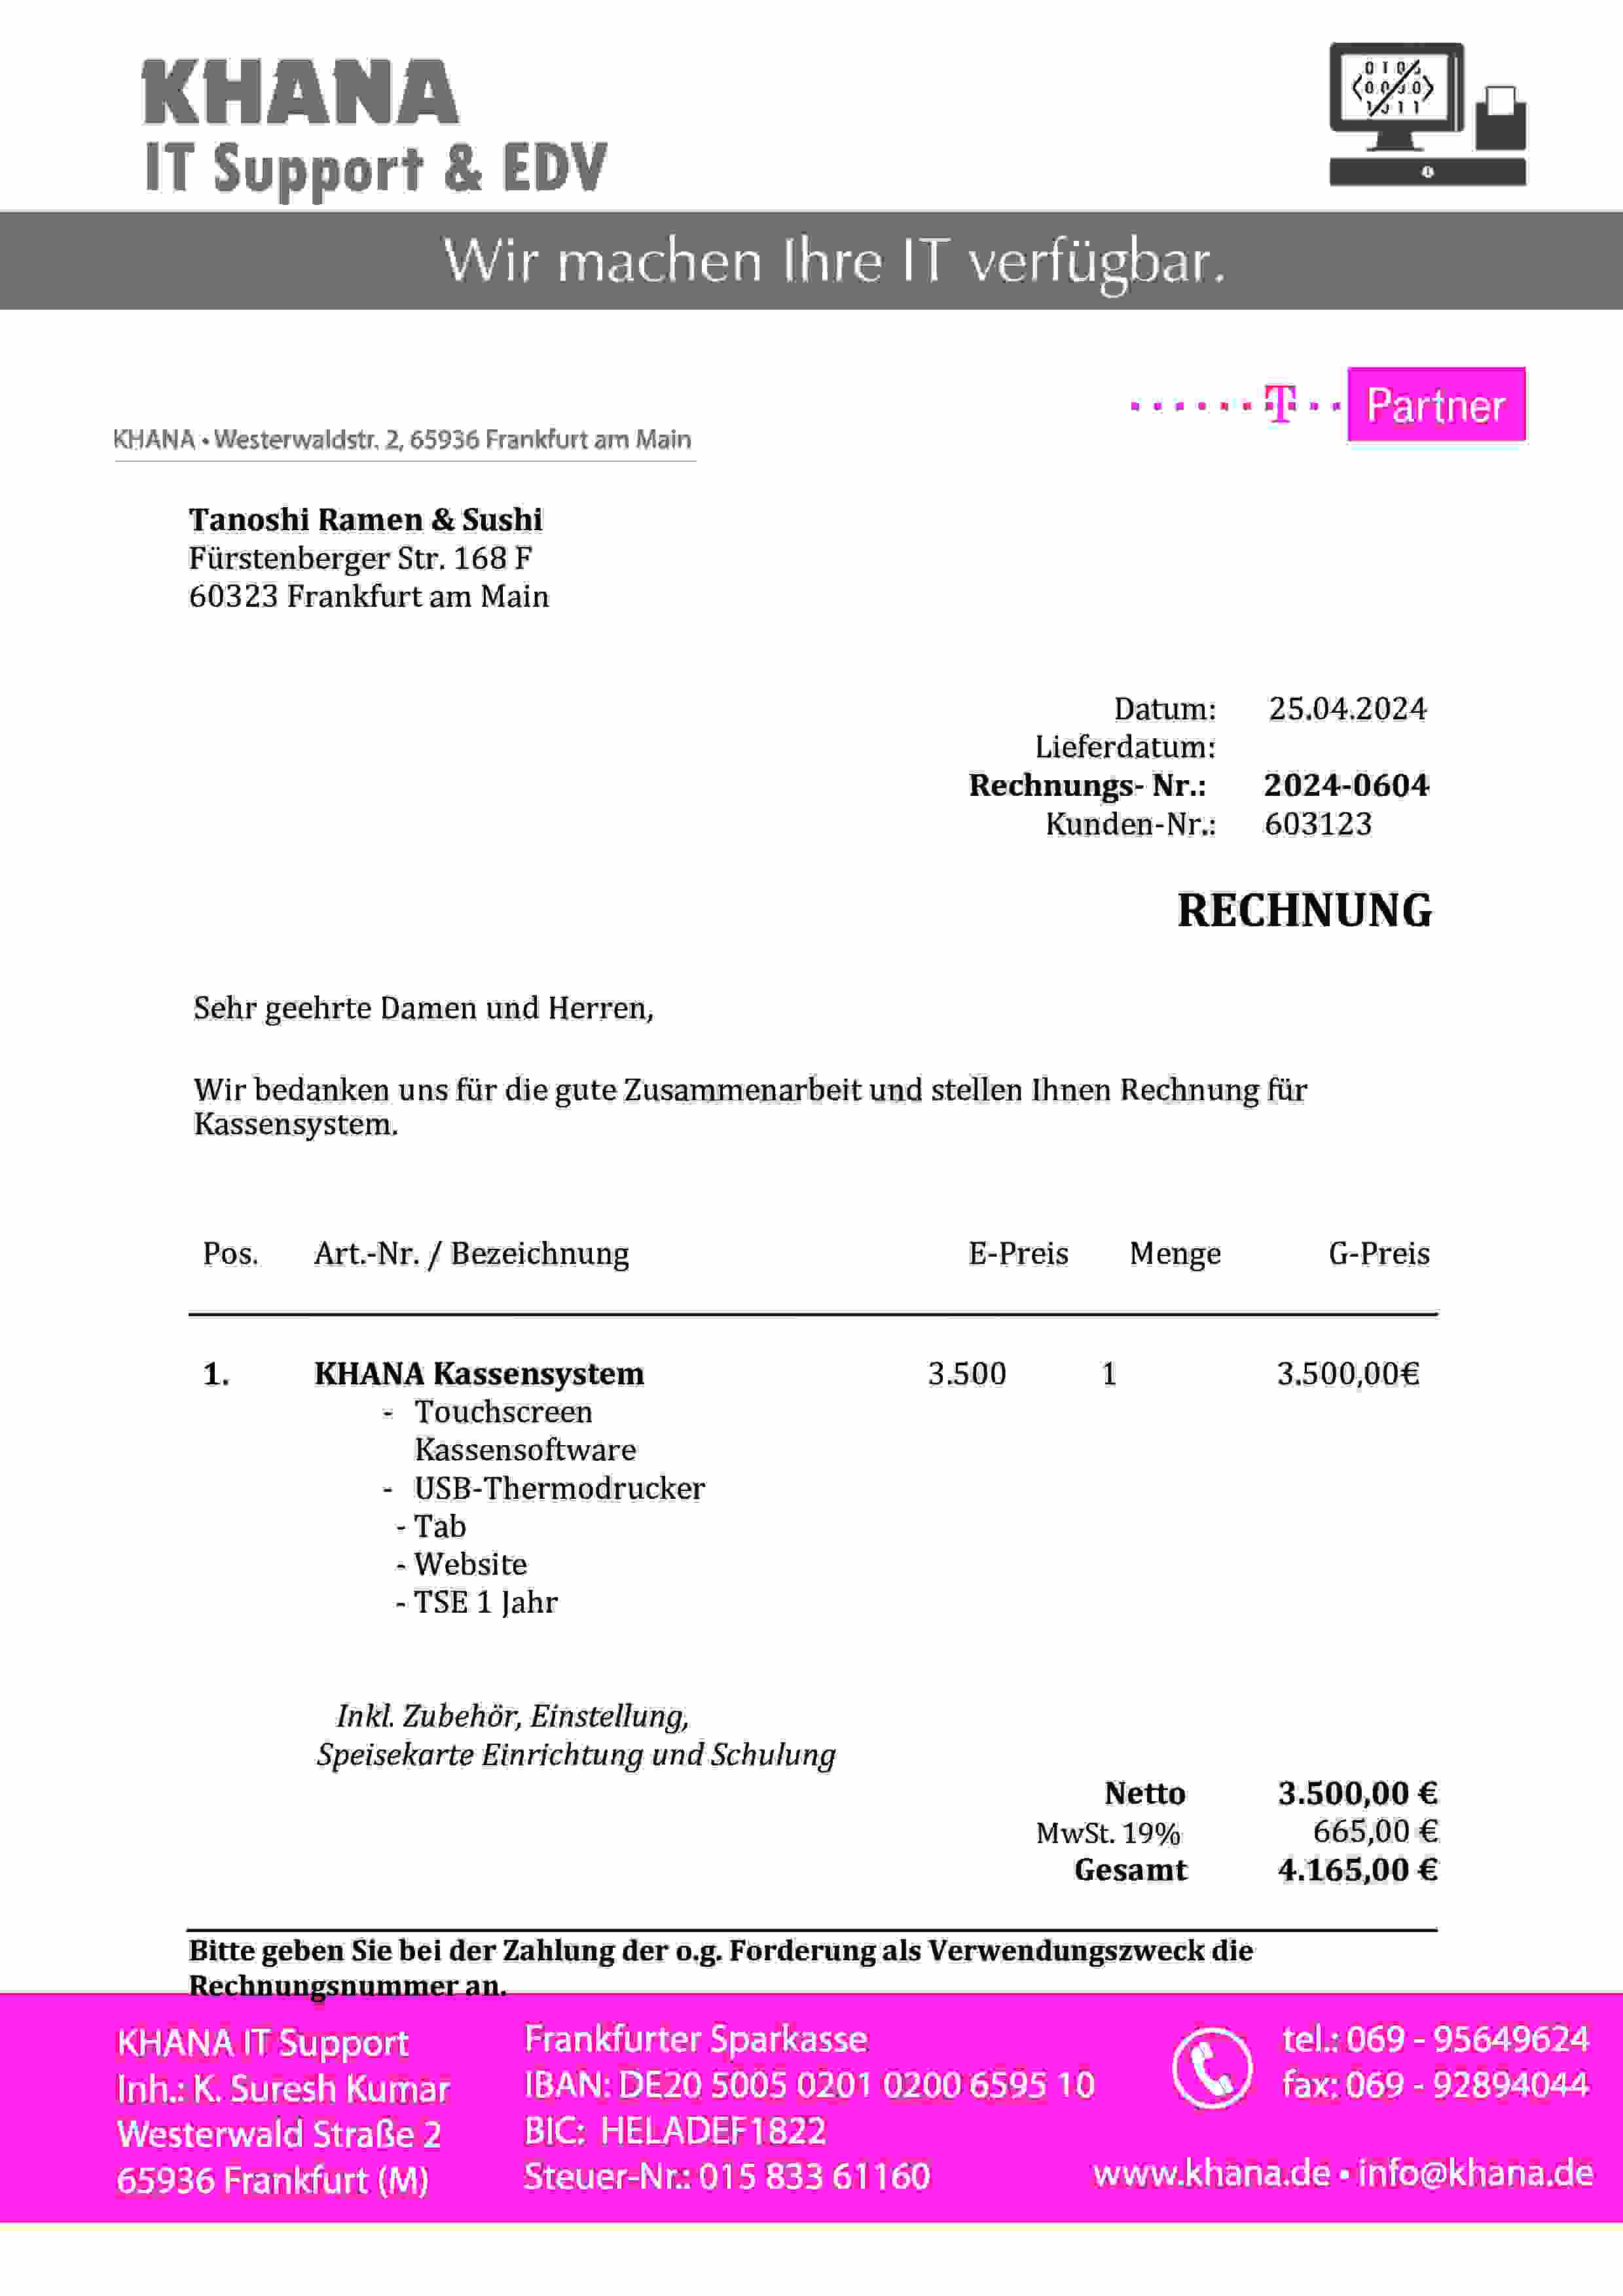 KHANA
IT Support & EDV
Wir machen Ihre IT verfügbar.
T Partner
KHANA • Westerwaldstr. 2, 65936 Frankfurt am Main
Tanoshi Ramen & Sushi
Fürstenberger Str. 168 F
60323 Frankfurt am Main
Datum: 25.04.2024
Lieferdatum:
Rechnungs- Nr.: 2024-0604
Kunden-Nr.: 603123
RECHNUNG
Sehr geehrte Damen und Herren,
Wir bedanken uns für die gute Zusammenarbeit und stellen Ihnen Rechnung für
Kassensystem.
Pos. Art.-Nr. / Bezeichnung E-Preis Menge G-Preis
1. KHANA Kassensystem 3.500 1 3.500,00€
- Touchscreen
Kassensoftware
- USB-Thermodrucker
- Tab
- Website
- TSE 1 Jahr
Inkl. Zubehör, Einstellung,
Speisekarte Einrichtung und Schulung
Netto 3.500,00 €
MwSt. 19% 665,00 €
Gesamt 4.165,00 €
Bitte geben Sie bei der Zahlung der o.g. Forderung als Verwendungszweck die
Rechnungsnummer an.
KHANA IT Support
Inh.: K. Suresh Kumar
Westerwald Straße 2
65936 Frankfurt (M)
Frankfurter Sparkasse
IBAN: DE20 5005 0201 0200 6595 10
BIC: HELADEF1822
Steuer-Nr.: 015 833 61160
tel.: 069 - 95649624
fax: 069 - 92894044
www.khana.de • info@khana.de